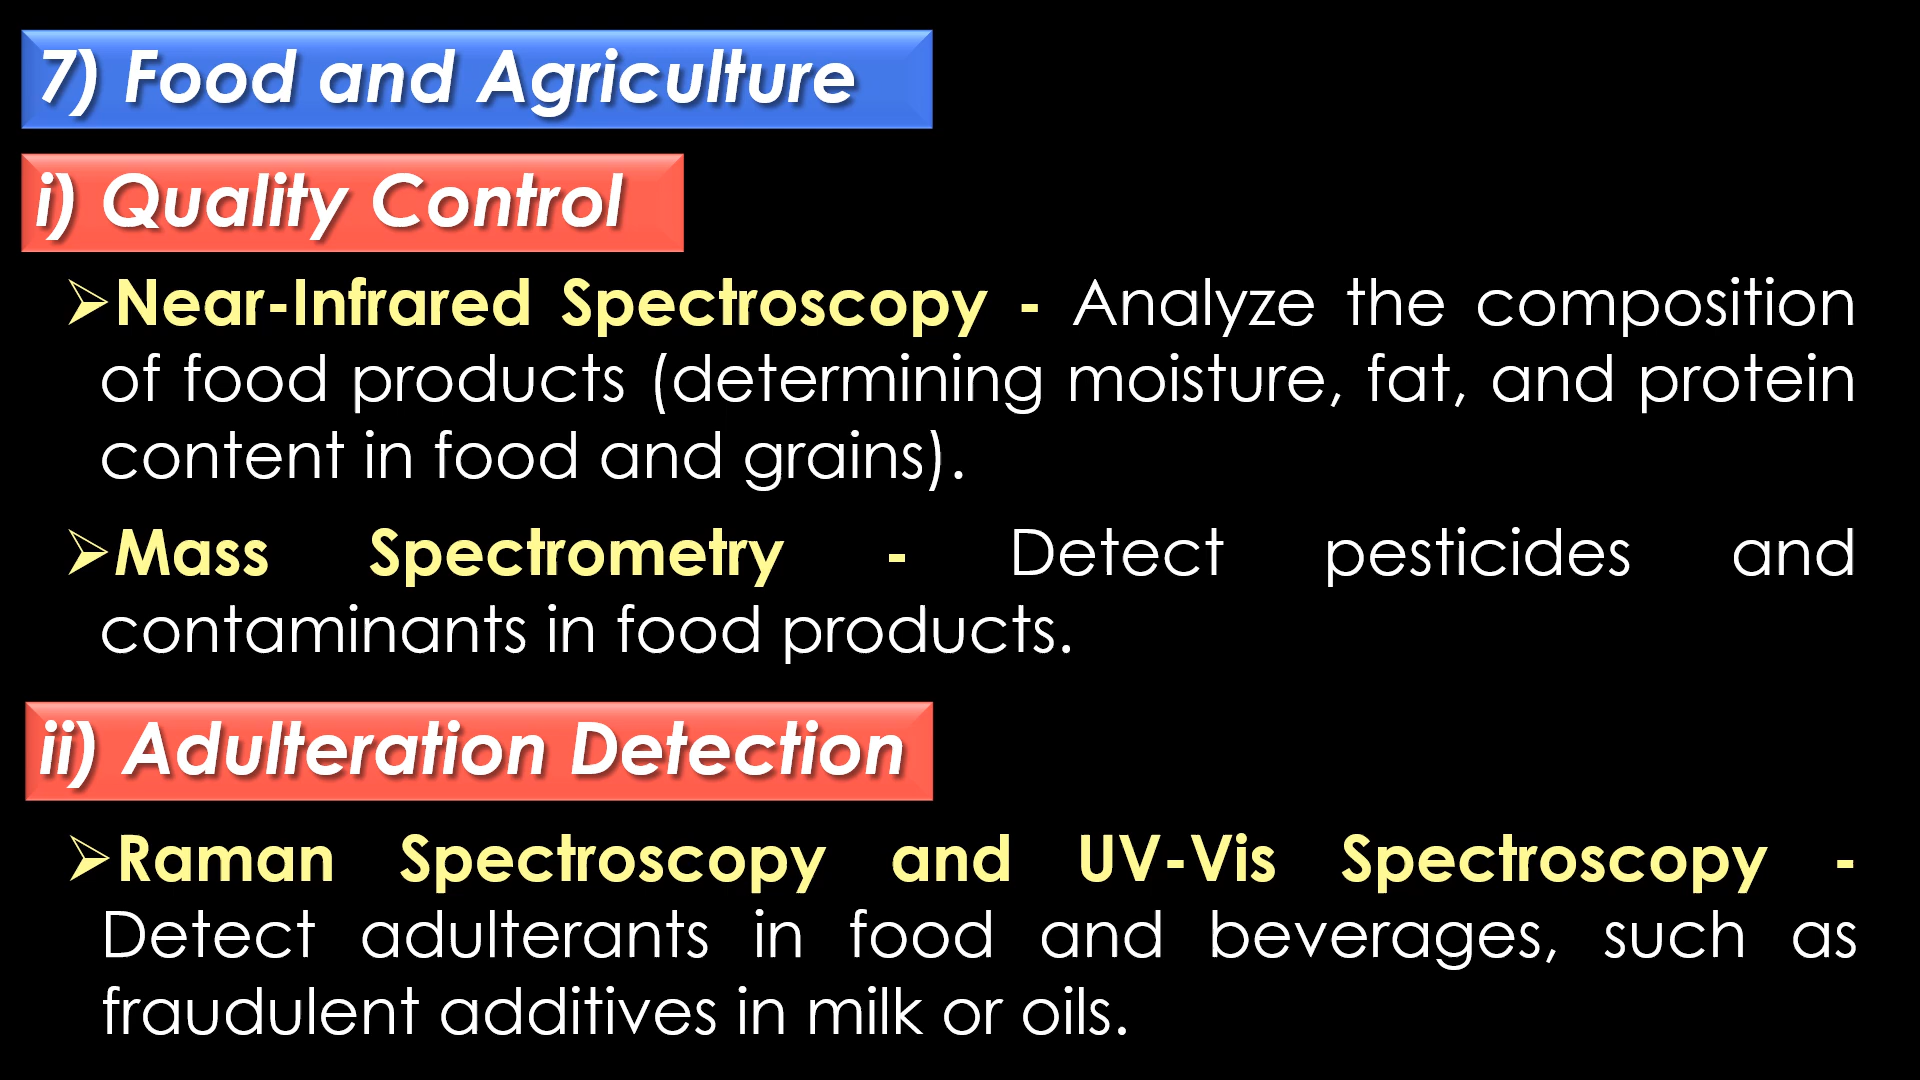 7) Food and Agriculture
i) Quality Control
➢Near-Infrared Spectroscopy - Analyze the composition
of food products (determining moisture, fat, and protein
content in food and grains).
➢Mass Spectrometry - Detect pesticides and
contaminants in food products.
ii) Adulteration Detection
➢Raman Spectroscopy and UV-Vis Spectroscopy -
Detect adulterants in food and beverages, such as
fraudulent additives in milk or oils.